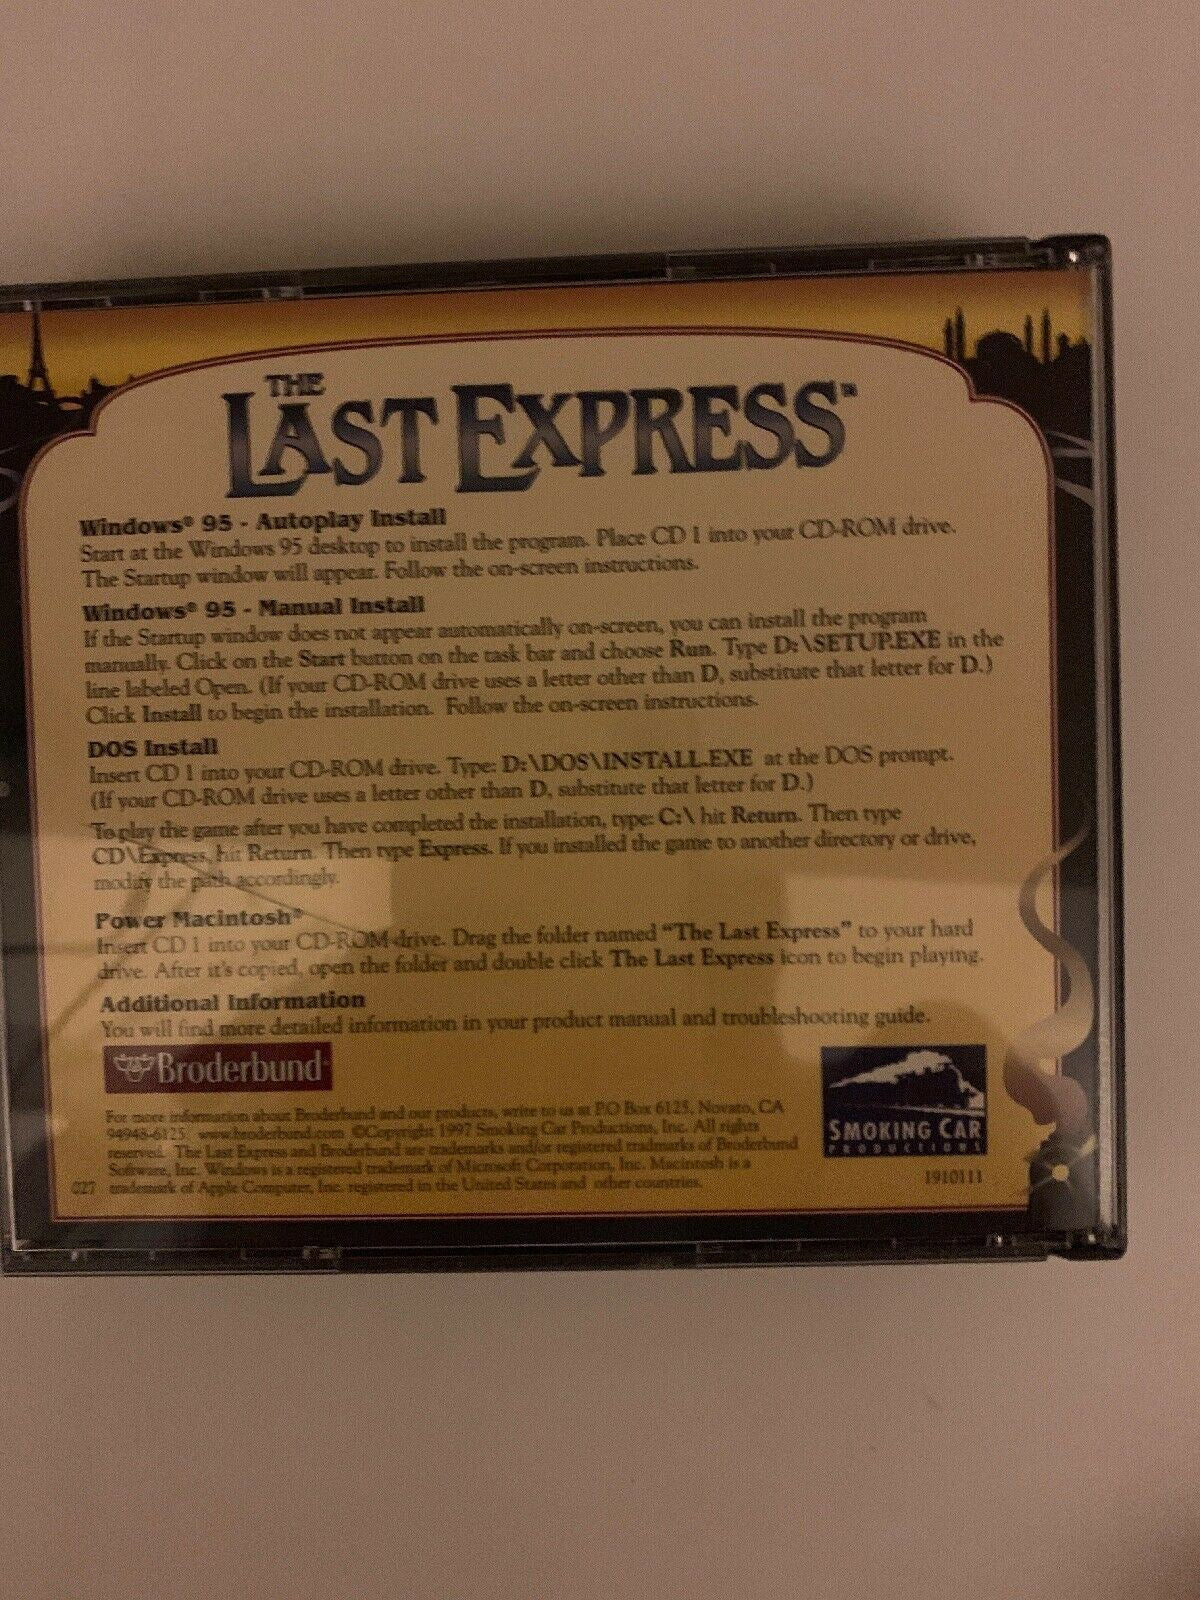 THE
LAST EXPRESS™
Windows® 95 - Autoplay Install
Start at the Windows 95 desktop to install the program. Place CD 1 into your CD-ROM drive.
The Startup window will appear. Follow the on-screen instructions.
Windows® 95 - Manual Install
If the Startup window does not appear automatically on-screen, you can install the program
manually. Click on the Start button on the task bar and choose Run. Type D:\SETUP.EXE in the
line labeled Open. (If your CD-ROM drive uses a letter other than D, substitute that letter for D.)
Click Install to begin the installation. Follow the on-screen instructions.
DOS Install
Insert CD 1 into your CD-ROM drive. Type: D:\DOS\INSTALL.EXE at the DOS prompt.
(If your CD-ROM drive uses a letter other than D, substitute that letter for D.)
To play the game after you have completed the installation, type: C:\ hit Return. Then type
CD\Express, hit Return. Then type Express. If you installed the game to another directory or drive,
modify the path accordingly.
Power Macintosh®
Insert CD 1 into your CD-ROM drive. Drag the folder named “The Last Express” to your hard
drive. After it's copied, open the folder and double click The Last Express icon to begin playing.
Additional Information
You will find more detailed information in your product manual and troubleshooting guide.
Brøderbund®
For more information about Brøderbund and our products, write to us at P.O Box 6125, Novato, CA
94948-6125. www.broderbund.com ©Copyright 1997 Smoking Car Productions, Inc. All rights
reserved. The Last Express and Brøderbund are trademarks and/or registered trademarks of Brøderbund
Software, Inc. Windows is a registered trademark of Microsoft Corporation, Inc. Macintosh is a
027 trademark of Apple Computer, Inc. registered in the United States and other countries.
SMOKING CAR
PRODUCTIONS
1910111